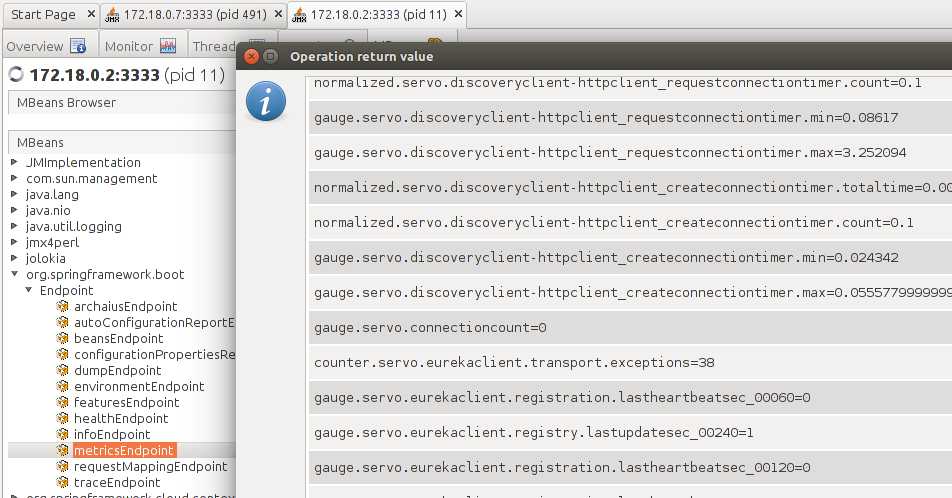 Start Page
JMX 172.18.0.7:3333 (pid 491)
JMX 172.18.0.2:3333 (pid 11)
Overview
Monitor
Thread
Operation return value
172.18.0.2:3333 (pid 11)
MBeans Browser
MBeans
JMImplementation
com.sun.management
java.lang
java.nio
java.util.logging
jmx4perl
jolokia
org.springframework.boot
Endpoint
archaiusEndpoint
autoConfigurationReportE
beansEndpoint
configurationPropertiesRe
dumpEndpoint
environmentEndpoint
featuresEndpoint
healthEndpoint
infoEndpoint
metricsEndpoint
requestMappingEndpoint
traceEndpoint
org.springframework.cloud.context
i
normalized.servo.discoveryclient-httpclient_requestconnectiontimer.count=0.1
gauge.servo.discoveryclient-httpclient_requestconnectiontimer.min=0.08617
gauge.servo.discoveryclient-httpclient_requestconnectiontimer.max=3.252094
normalized.servo.discoveryclient-httpclient_createconnectiontimer.totaltime=0.00
normalized.servo.discoveryclient-httpclient_createconnectiontimer.count=0.1
gauge.servo.discoveryclient-httpclient_createconnectiontimer.min=0.024342
gauge.servo.discoveryclient-httpclient_createconnectiontimer.max=0.0555779999999
gauge.servo.connectioncount=0
counter.servo.eurekaclient.transport.exceptions=38
gauge.servo.eurekaclient.registration.lastheartbeatsec_00060=0
gauge.servo.eurekaclient.registry.lastupdatesec_00240=1
gauge.servo.eurekaclient.registration.lastheartbeatsec_00120=0